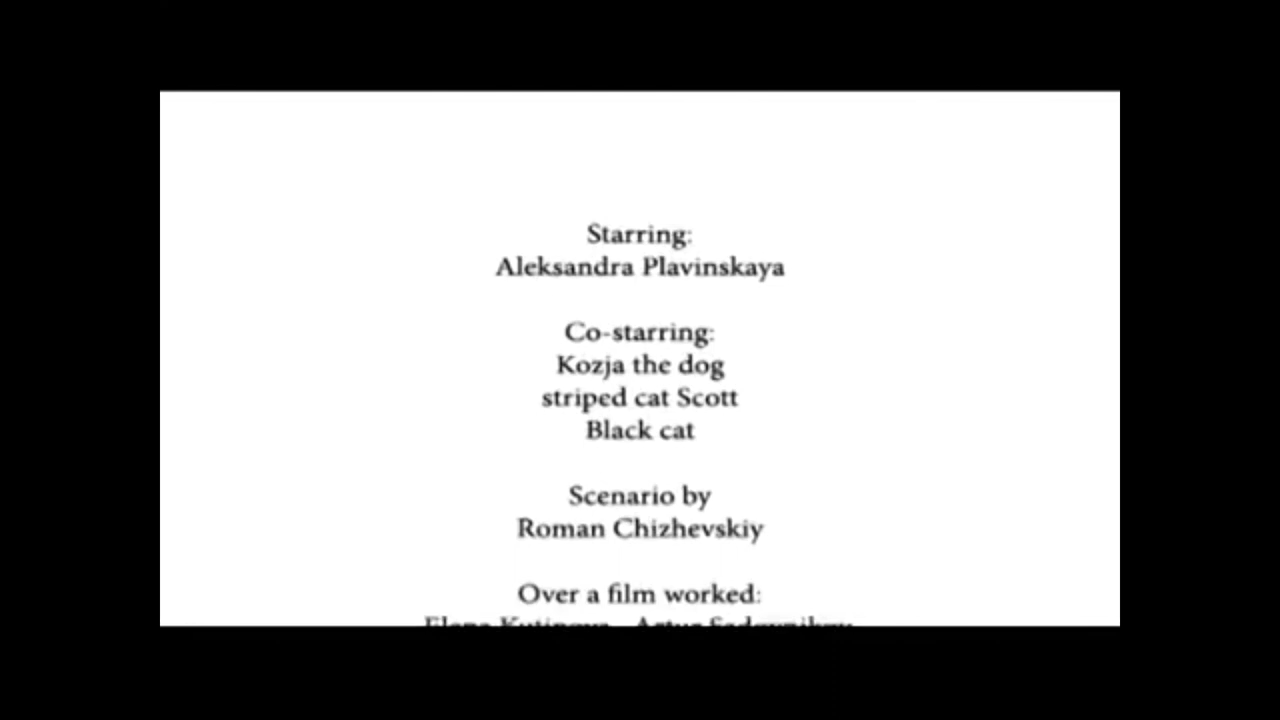 Starring:
Aleksandra Plavinskaya
Co-starring:
Kozja the dog
striped cat Scott
Black cat
Scenario by
Roman Chizhevskiy
Over a film worked: